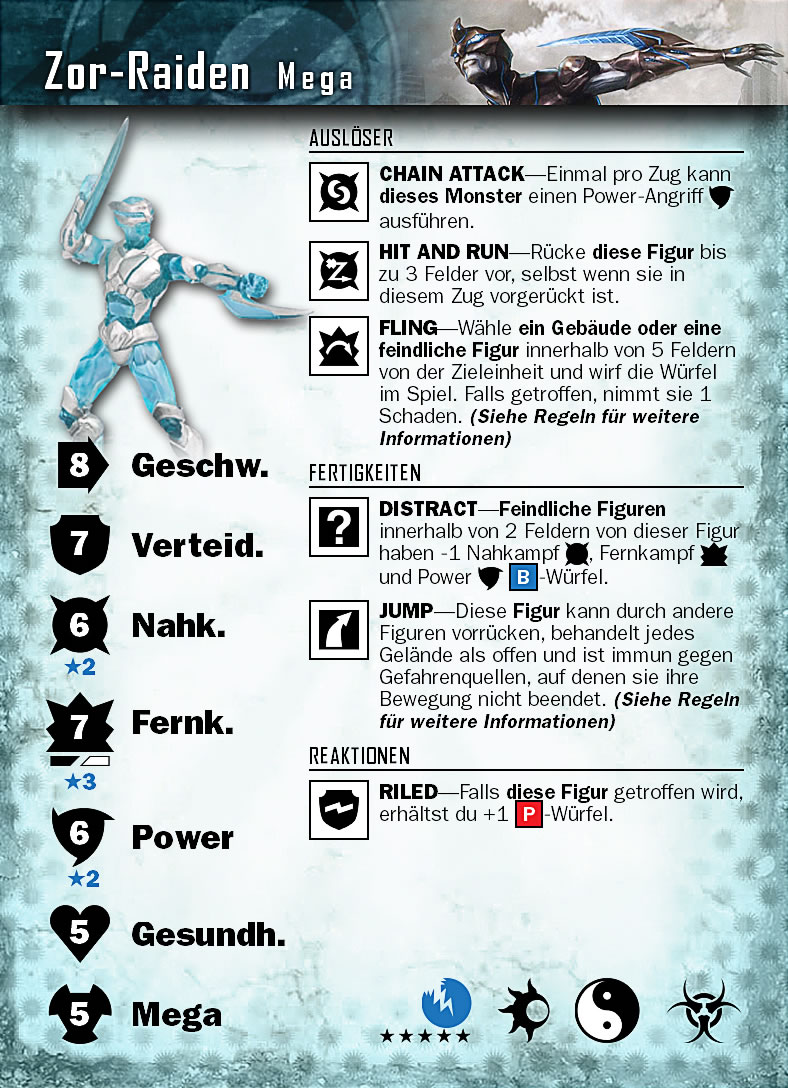 Zor-Raiden Mega
AUSLÖSER
CHAIN ATTACK—Einmal pro Zug kann
dieses Monster einen Power-Angriff
ausführen.
HIT AND RUN—Rücke diese Figur bis
zu 3 Felder vor, selbst wenn sie in
diesem Zug vorgerückt ist.
FLING—Wähle ein Gebäude oder eine
feindliche Figur innerhalb von 5 Feldern
von der Zieleinheit und wirf die Würfel
im Spiel. Falls getroffen, nimmt sie 1
Schaden. (Siehe Regeln für weitere
Informationen)
FERTIGKEITEN
? DISTRACT—Feindliche Figuren
innerhalb von 2 Feldern von dieser Figur
haben -1 Nahkampf , Fernkampf
und Power B -Würfel.
JUMP—Diese Figur kann durch andere
Figuren vorrücken, behandelt jedes
Gelände als offen und ist immun gegen
Gefahrenquellen, auf denen sie ihre
Bewegung nicht beendet. (Siehe Regeln
für weitere Informationen)
REAKTIONEN
RILED—Falls diese Figur getroffen wird,
erhältst du +1 P -Würfel.
8 Geschw.
7 Verteid.
6 Nahk.
★2
7 Fernk.
★3
6 Power
★2
5 Gesundh.
5 Mega
★★★★★